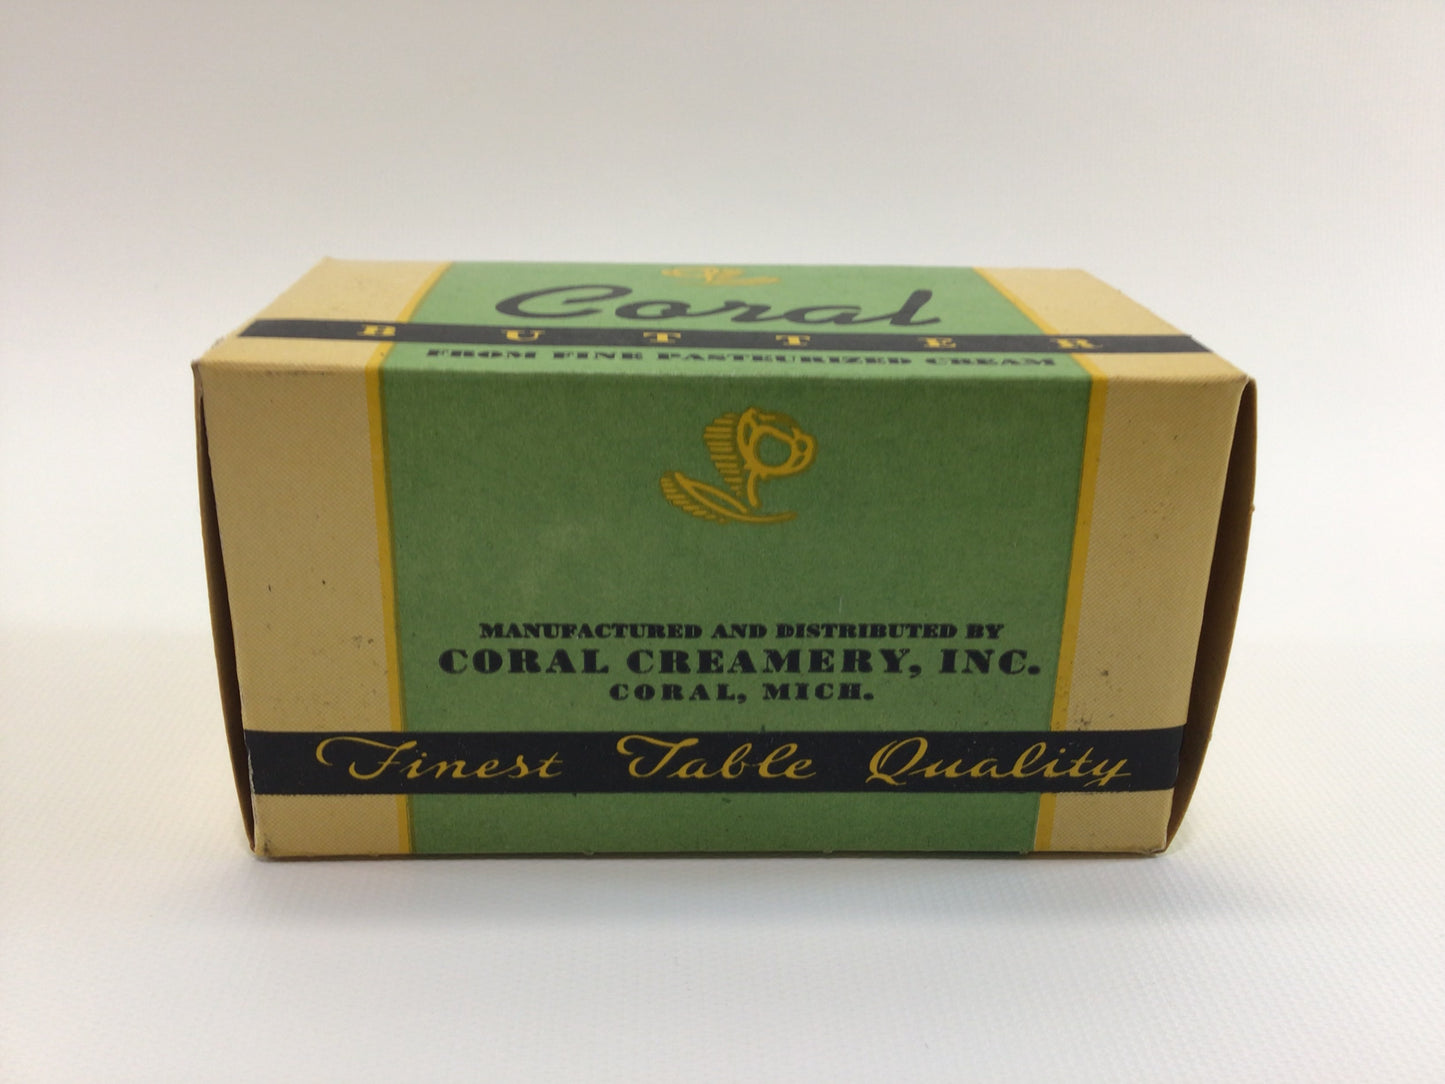 Coral
BUTTER
FROM FINE PASTEURIZED CREAM
MANUFACTURED AND DISTRIBUTED BY
CORAL CREAMERY, INC.
CORAL, MICH.
Finest Table Quality